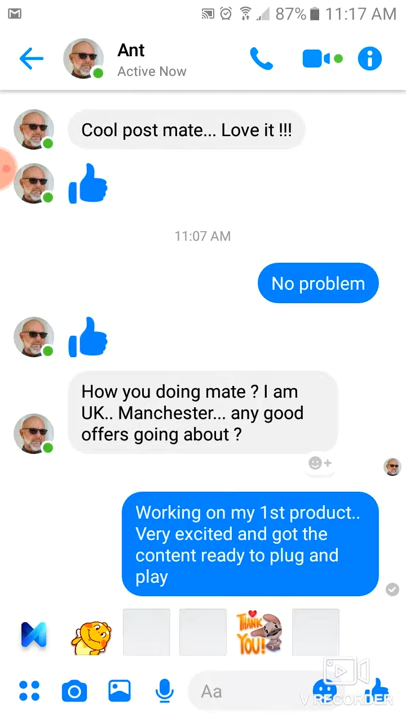 87% 11:17 AM
Ant
Active Now
Cool post mate... Love it !!!
11:07 AM
No problem
How you doing mate ? I am
UK.. Manchester... any good
offers going about ?
Working on my 1st product..
Very excited and got the
content ready to plug and
play
THANK
YOU!
Aa
V RECORDER